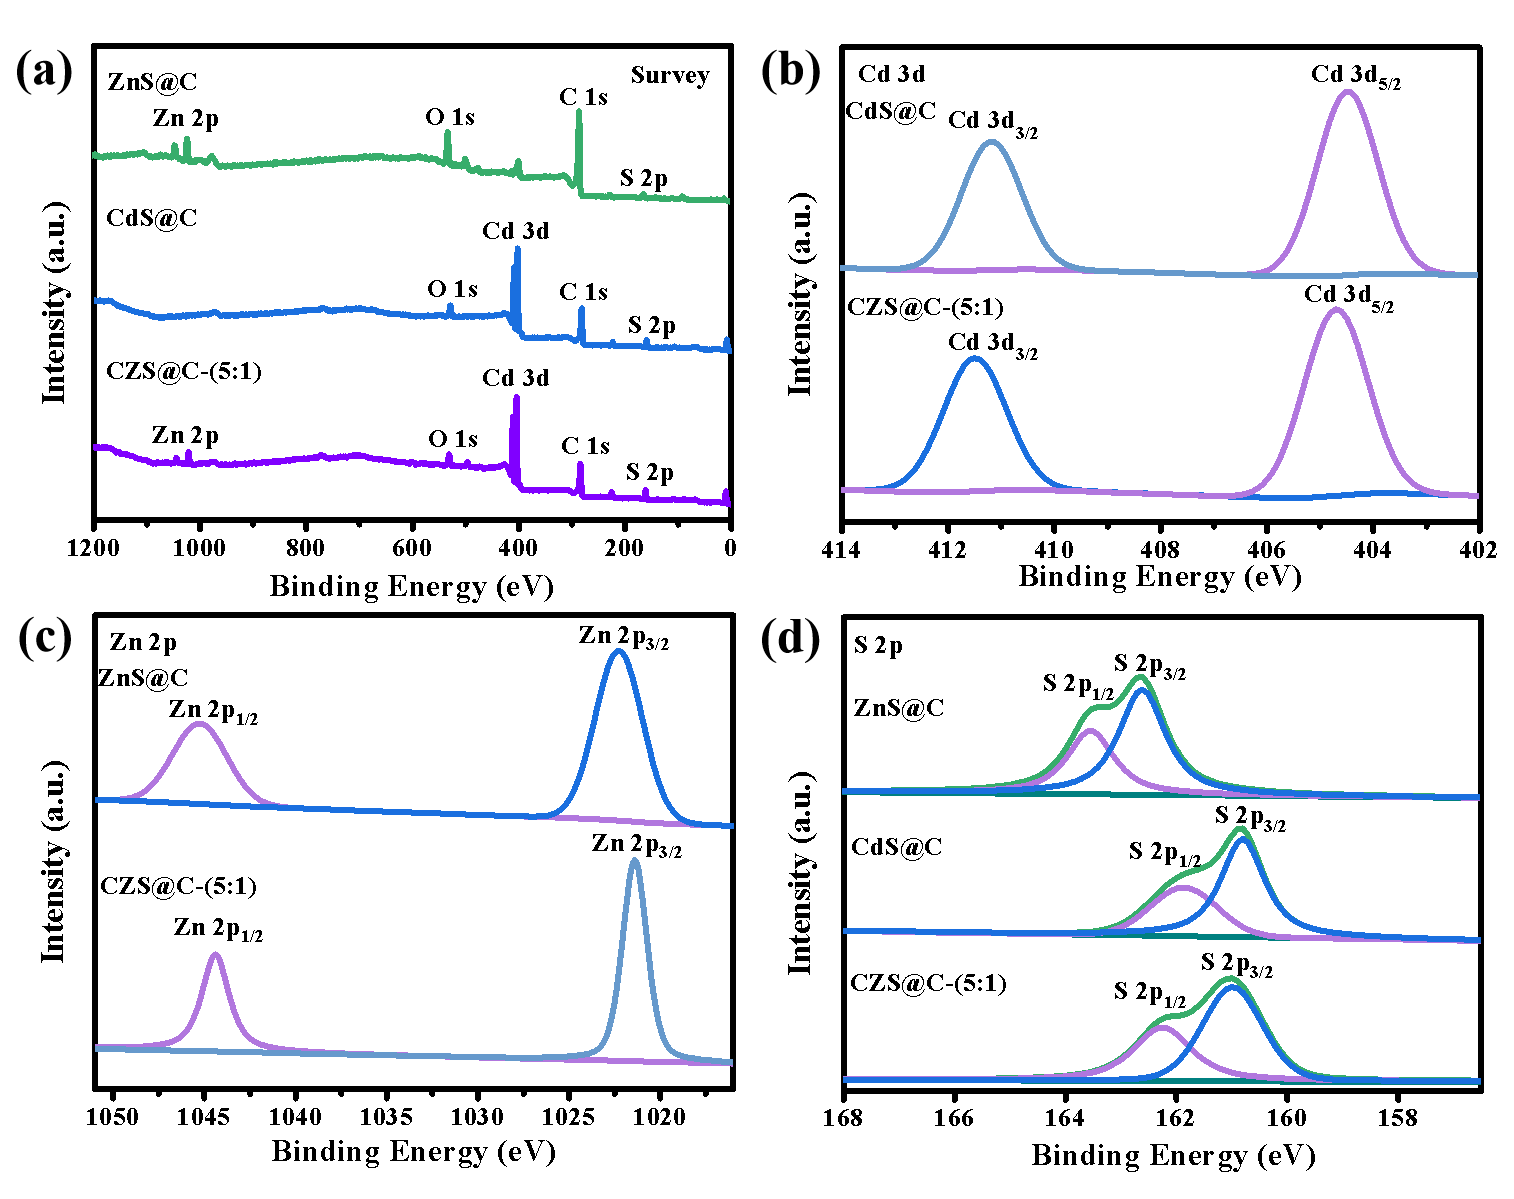 (a)
ZnS@C
Survey
Zn 2p
O 1s
C 1s
S 2p
CdS@C
Cd 3d
O 1s
C 1s
S 2p
CZS@C-(5:1)
Cd 3d
Zn 2p
O 1s
C 1s
S 2p
Intensity (a.u.)
1200 1000 800 600 400 200 0
Binding Energy (eV)
(b)
Cd 3d
CdS@C
Cd 3d3/2
Cd 3d5/2
CZS@C-(5:1)
Cd 3d3/2
Cd 3d5/2
Intensity (a.u.)
414 412 410 408 406 404 402
Binding Energy (eV)
(c)
Zn 2p
ZnS@C
Zn 2p1/2
Zn 2p3/2
CZS@C-(5:1)
Zn 2p1/2
Zn 2p3/2
Intensity (a.u.)
1050 1045 1040 1035 1030 1025 1020
Binding Energy (eV)
(d)
S 2p
ZnS@C
S 2p1/2
S 2p3/2
CdS@C
S 2p1/2
S 2p3/2
CZS@C-(5:1)
S 2p1/2
S 2p3/2
Intensity (a.u.)
168 166 164 162 160 158
Binding Energy (eV)